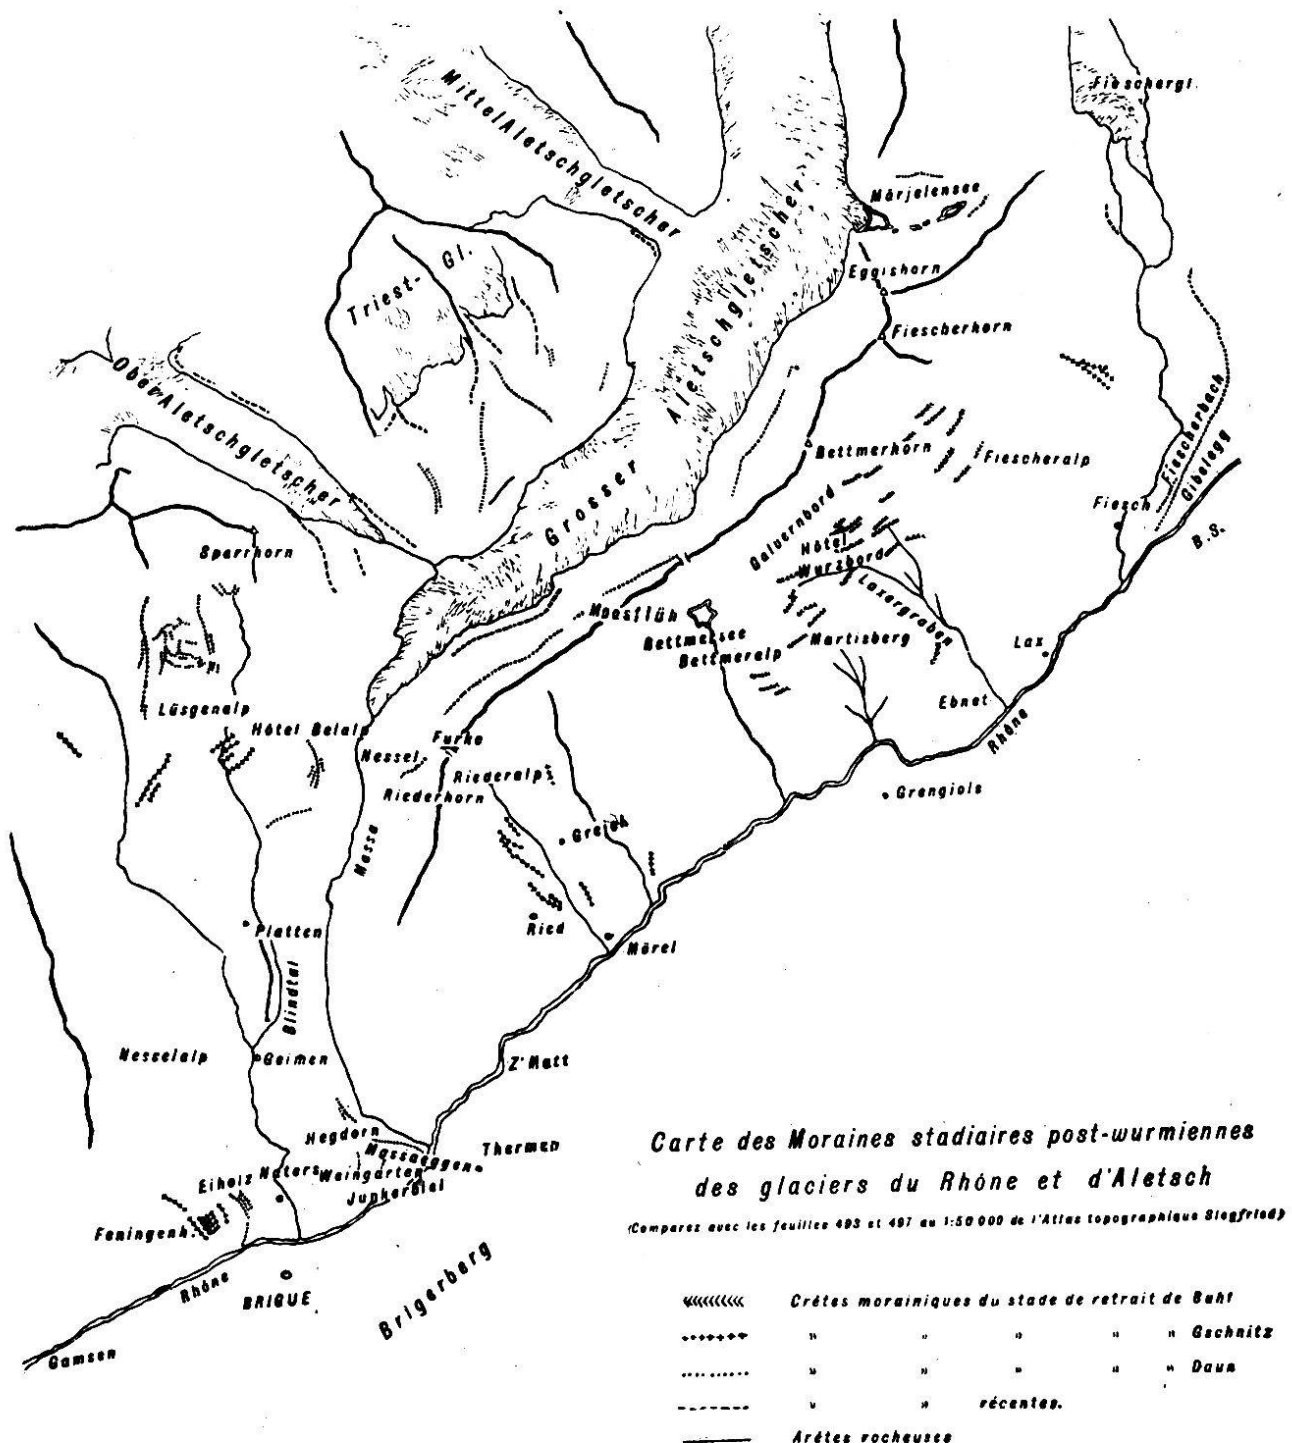 Fieschergl.
MittelAletschgletscher
Märjelensee
Triest-Gl.
Eggishorn
Fiescherhorn
Grosser Aletschgletscher
OberAletschgletscher
Bettmerhorn
Fiescheralp
Fiescherbach
Gibelegg
Galvernbord
Fiesch
Sparrhorn
Hôtel
Wurzbord
B.S.
Laxergraben
Moosflüh
Bettmersee
Bettmeralp
Martisberg
Lax
Lüsgenalp
Hôtel Belalp
Ebnet
Rhône
Furke
Nessel
Riederalp
Riederhorn
Grengiols
Massa
Greich
Platten
Ried
Mörel
Blindtal
Nesselalp
Geimen
Z'Matt
Hegdorn
Massaeggen
Thermen
Eiholz
Naters
Weingarten
Junkerbiel
Feningenh.
Rhône
BRIGUE
Brigerberg
Gamsen
Carte des Moraines stadiaires post-wurmiennes
des glaciers du Rhône et d'Aletsch
(Comparez avec les feuilles 493 et 497 au 1:50 000 de l'Atlas topographique Siegfried)
Crêtes morainiques du stade de retrait de Buhl
" " " " " Gschnitz
" " " " " Daun
" " récentes.
Arêtes rocheuses